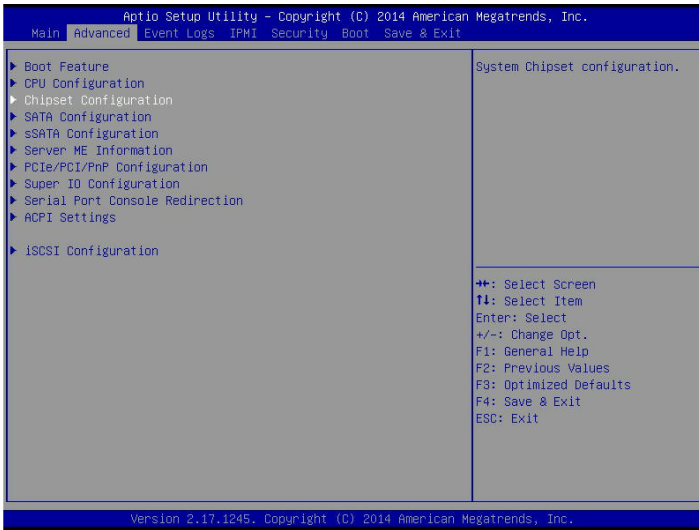 Aptio Setup Utility – Copyright (C) 2014 American Megatrends, Inc.
Main Advanced Event Logs IPMI Security Boot Save & Exit
▶ Boot Feature
▶ CPU Configuration
▶ Chipset Configuration
▶ SATA Configuration
▶ sSATA Configuration
▶ Server ME Information
▶ PCIe/PCI/PnP Configuration
▶ Super IO Configuration
▶ Serial Port Console Redirection
▶ ACPI Settings
▶ iSCSI Configuration
System Chipset configuration.
→←: Select Screen
↑↓: Select Item
Enter: Select
+/-: Change Opt.
F1: General Help
F2: Previous Values
F3: Optimized Defaults
F4: Save & Exit
ESC: Exit
Version 2.17.1245. Copyright (C) 2014 American Megatrends, Inc.